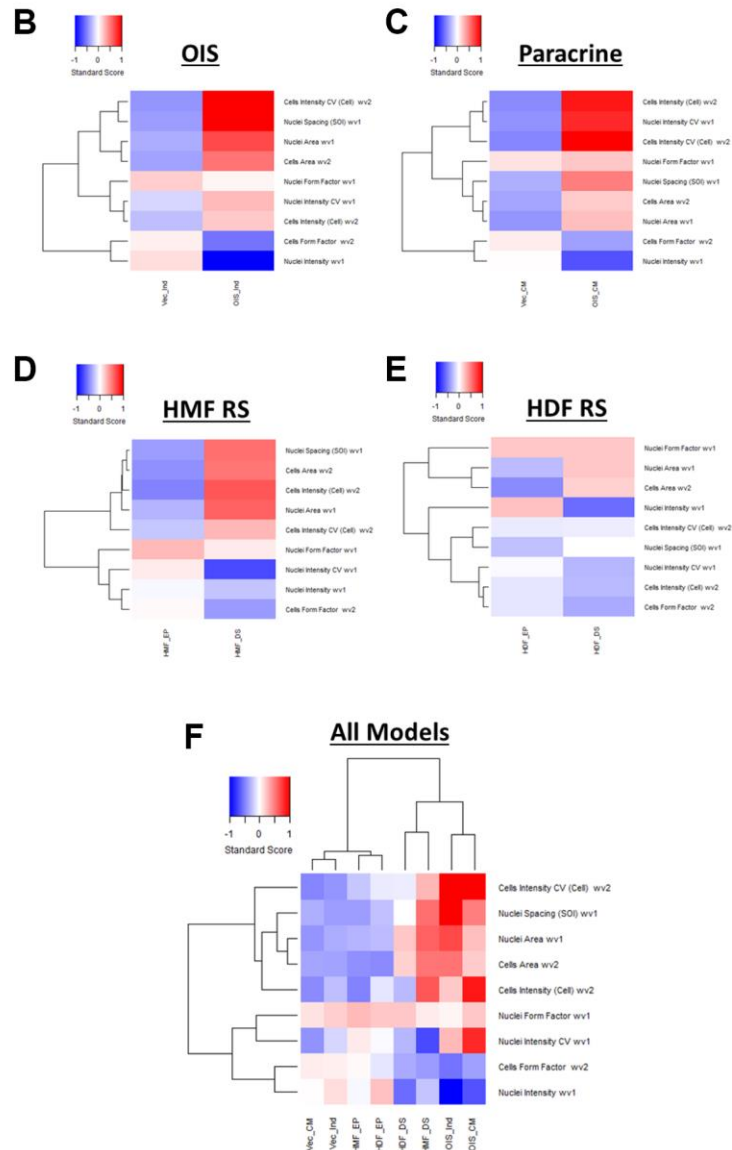 B
OIS
-1 0 1
Standard Score
Cells Intensity CV (Cell) wv2
Nuclei Spacing (SOI) wv1
Nuclei Area wv1
Cells Area wv2
Nuclei Form Factor wv1
Nuclei Intensity CV wv1
Cells Intensity (Cell) wv2
Cells Form Factor wv2
Nuclei Intensity wv1
Vec_Ind
OIS_Ind
C
Paracrine
-1 0 1
Standard Score
Cells Intensity (Cell) wv2
Nuclei Intensity CV wv1
Cells Intensity CV (Cell) wv2
Nuclei Form Factor wv1
Nuclei Spacing (SOI) wv1
Cells Area wv2
Nuclei Area wv1
Cells Form Factor wv2
Nuclei Intensity wv1
Vec_CM
OIS_CM
D
HMF RS
-1 0 1
Standard Score
Nuclei Spacing (SOI) wv1
Cells Area wv2
Cells Intensity (Cell) wv2
Nuclei Area wv1
Cells Intensity CV (Cell) wv2
Nuclei Form Factor wv1
Nuclei Intensity CV wv1
Nuclei Intensity wv1
Cells Form Factor wv2
HMF_EP
HMF_DS
E
HDF RS
-1 0 1
Standard Score
Nuclei Form Factor wv1
Nuclei Area wv1
Cells Area wv2
Nuclei Intensity wv1
Cells Intensity CV (Cell) wv2
Nuclei Spacing (SOI) wv1
Nuclei Intensity CV wv1
Cells Intensity (Cell) wv2
Cells Form Factor wv2
HDF_EP
HDF_DS
F
All Models
-1 0 1
Standard Score
Cells Intensity CV (Cell) wv2
Nuclei Spacing (SOI) wv1
Nuclei Area wv1
Cells Area wv2
Cells Intensity (Cell) wv2
Nuclei Form Factor wv1
Nuclei Intensity CV wv1
Cells Form Factor wv2
Nuclei Intensity wv1
Vec_CM
Vec_Ind
HMF_EP
HDF_EP
HDF_DS
HMF_DS
OIS_Ind
OIS_CM